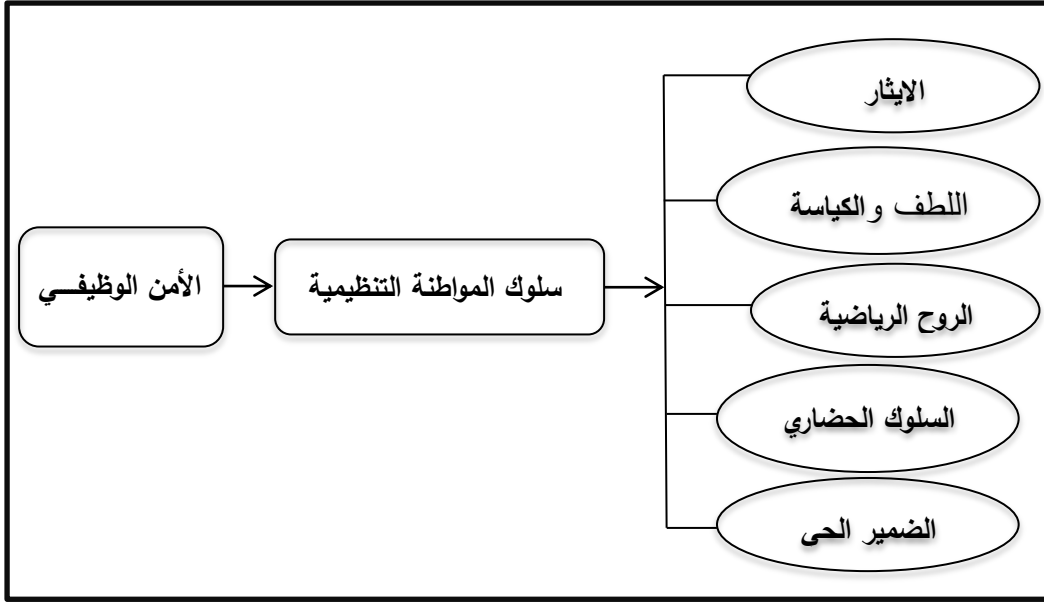 الايثار
اللطف والكياسة
الأمن الوظيفـــي
سلوك المواطنة التنظيمية
الروح الرياضية
السلوك الحضاري
الضمير الحى